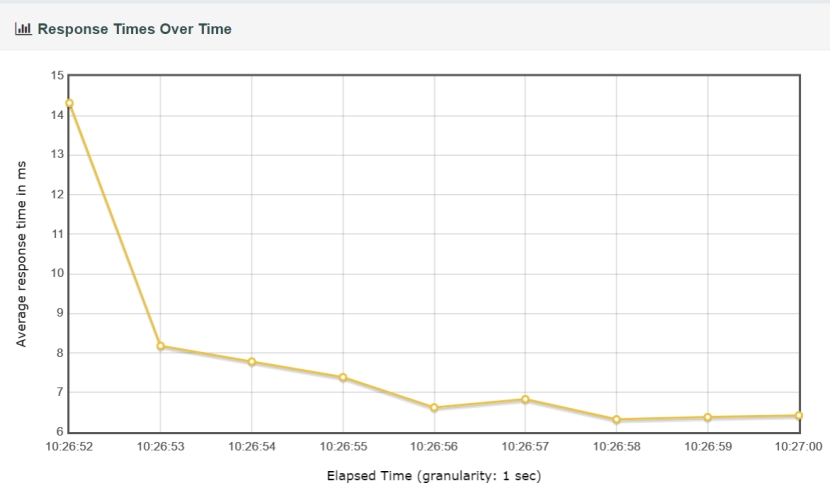 Response Times Over Time
Average response time in ms
15
14
13
12
11
10
9
8
7
6
10:26:52 10:26:53 10:26:54 10:26:55 10:26:56 10:26:57 10:26:58 10:26:59 10:27:00
Elapsed Time (granularity: 1 sec)